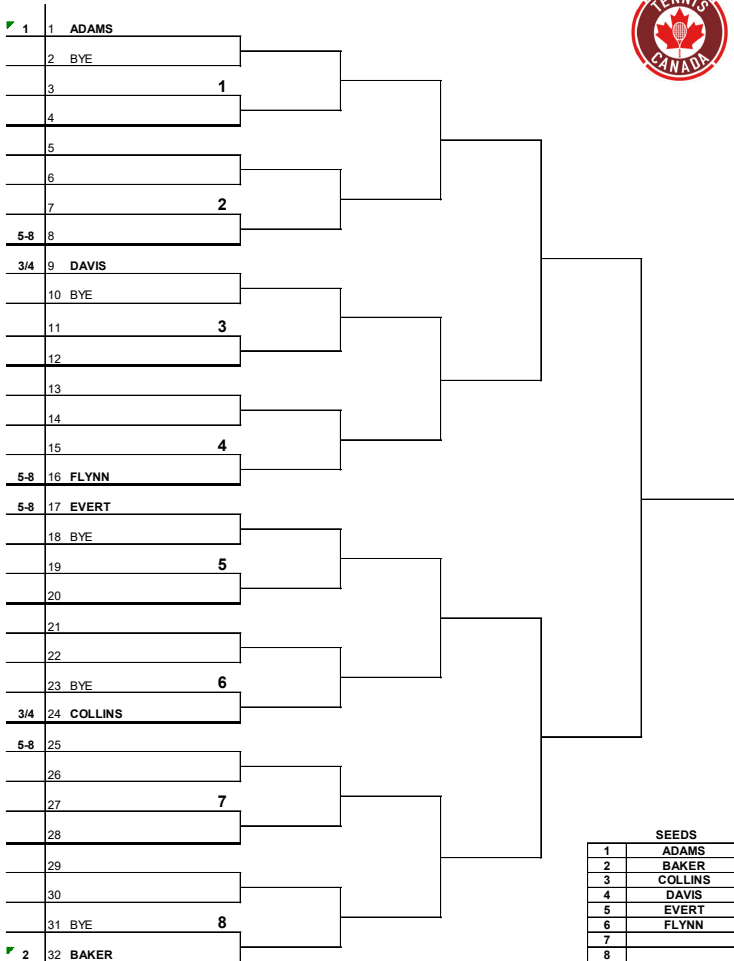 TENNIS
CANADA
1 1 ADAMS
2 BYE
3 1
4
5
6
7 2
5-8 8
3/4 9 DAVIS
10 BYE
11 3
12
13
14
15 4
5-8 16 FLYNN
5-8 17 EVERT
18 BYE
19 5
20
21
22
23 BYE 6
3/4 24 COLLINS
5-8 25
26
27 7
28
29
30
31 BYE 8
2 32 BAKER
SEEDS
1 ADAMS
2 BAKER
3 COLLINS
4 DAVIS
5 EVERT
6 FLYNN
7
8